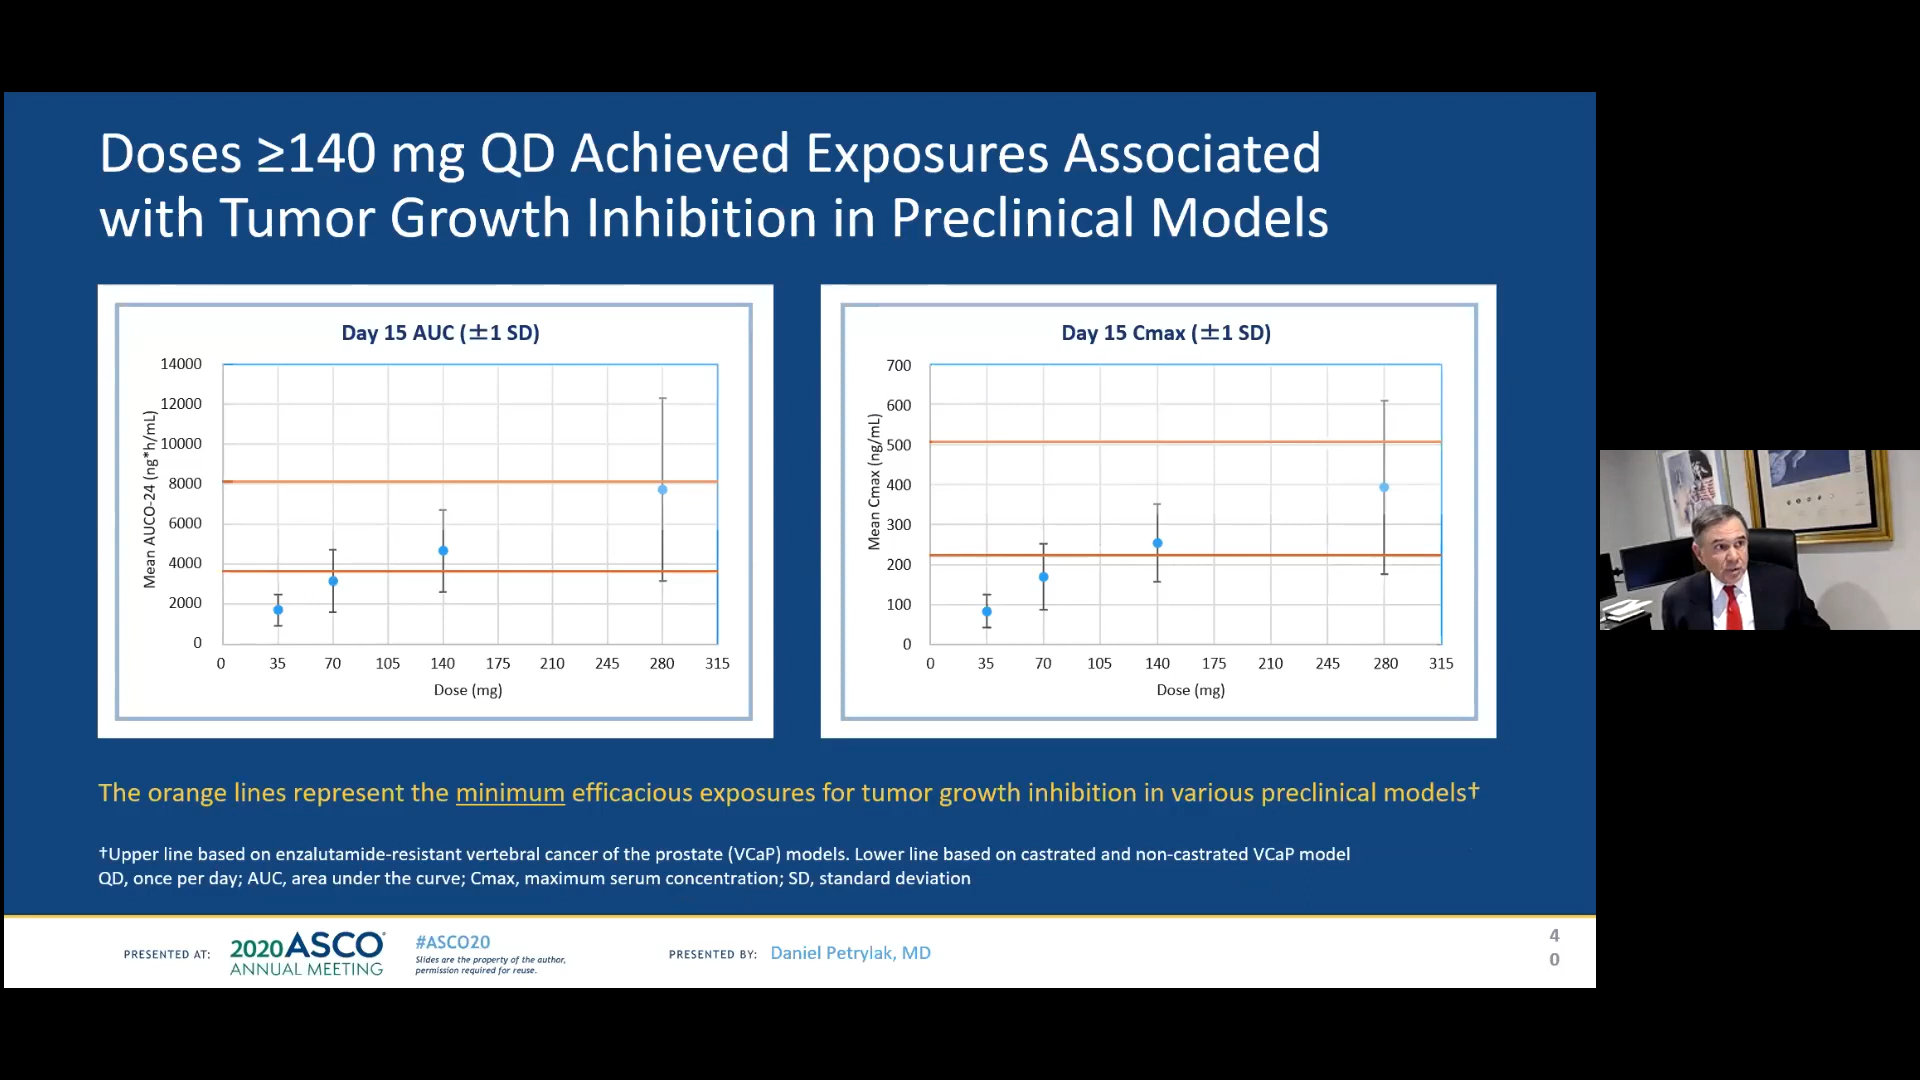 Doses ≥140 mg QD Achieved Exposures Associated
with Tumor Growth Inhibition in Preclinical Models
Day 15 AUC (±1 SD)
Mean AUCO-24 (ng*h/mL)
14000
12000
10000
8000
6000
4000
2000
0
0 35 70 105 140 175 210 245 280 315
Dose (mg)
Day 15 Cmax (±1 SD)
Mean Cmax (ng/mL)
700
600
500
400
300
200
100
0
0 35 70 105 140 175 210 245 280 315
Dose (mg)
The orange lines represent the minimum efficacious exposures for tumor growth inhibition in various preclinical models†
†Upper line based on enzalutamide-resistant vertebral cancer of the prostate (VCaP) models. Lower line based on castrated and non-castrated VCaP model
QD, once per day; AUC, area under the curve; Cmax, maximum serum concentration; SD, standard deviation
PRESENTED AT:
2020 ASCO
ANNUAL MEETING
#ASCO20
Slides are the property of the author,
permission required for reuse.
PRESENTED BY: Daniel Petrylak, MD
4
0